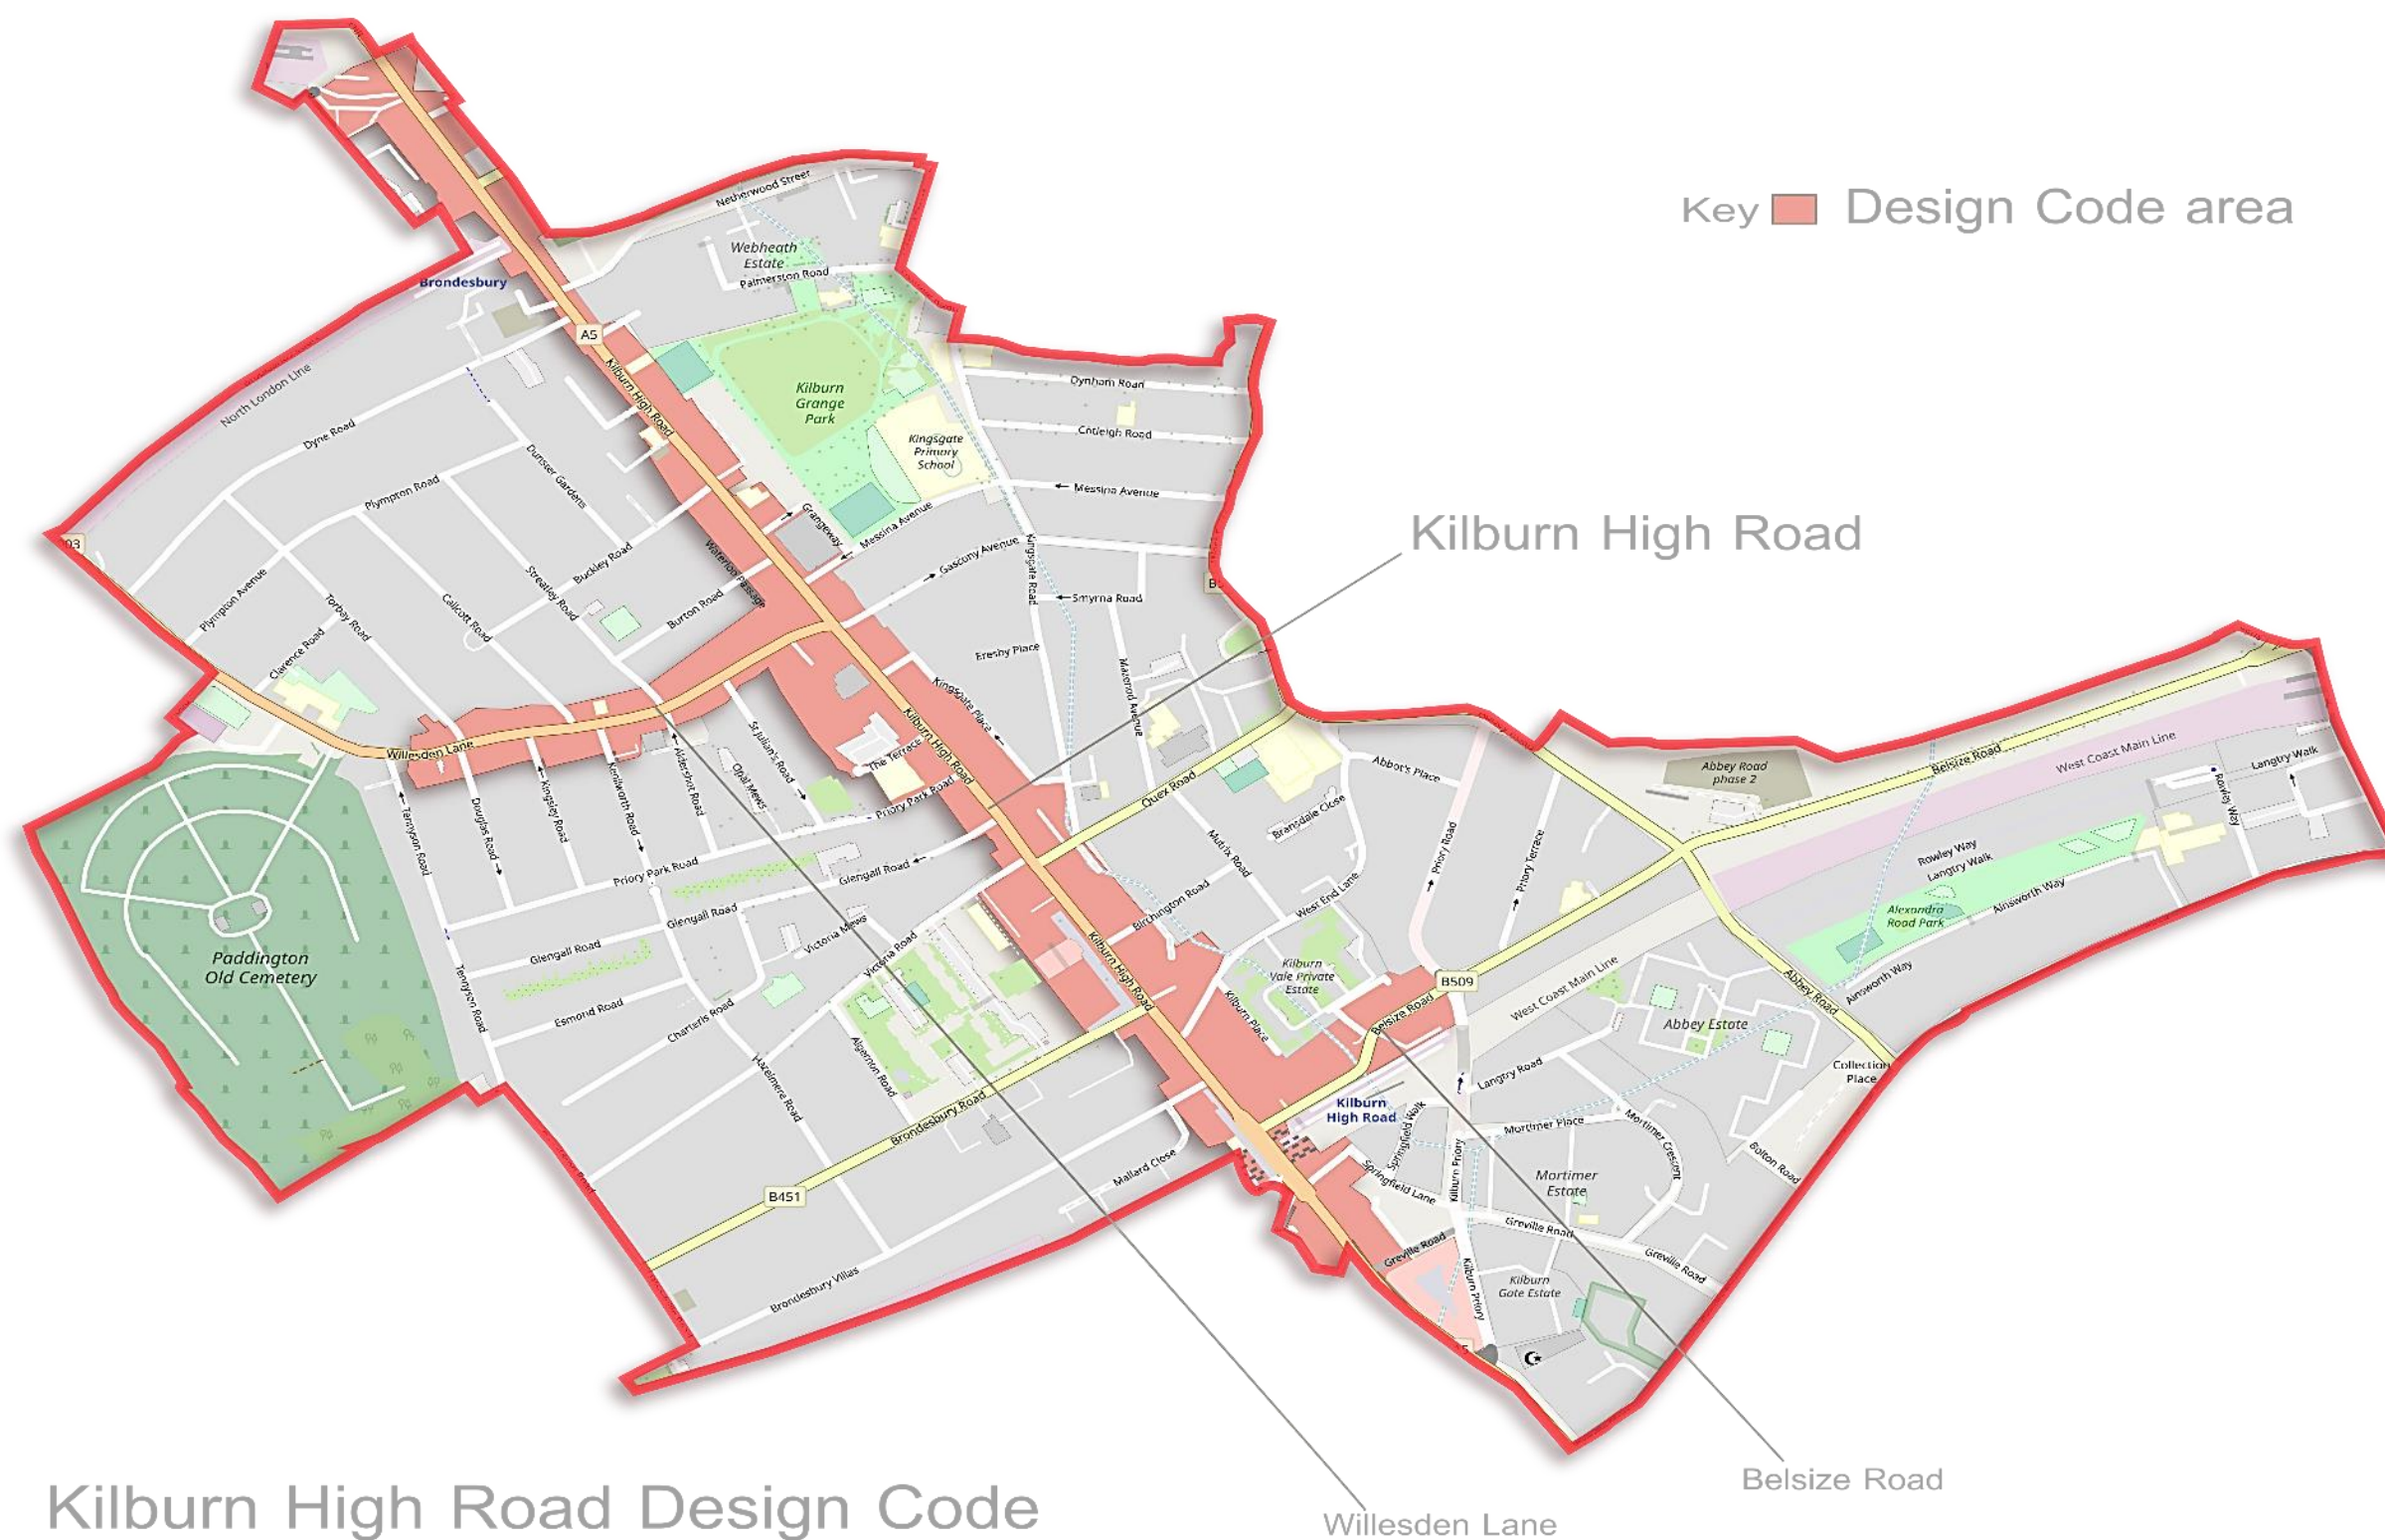 Netherwood Street
Key Design Code area
Webheath
Estate
Palmerston Road
Brondesbury
A5
North London Line
Kilburn High Road
Kilburn
Grange
Park
Dynham Road
Dyne Road
Kingsgate
Primary
School
Messina Avenue
Plympton Road
Dunster Gardens
Grangeway
Messina Avenue
Kilburn High Road
Waterloo Passage
Gascony Avenue
Kingsgate Road
Buckley Road
Streatley Road
Plympton Avenue
Torbay Road
Callcott Road
Burton Road
Smyrna Road
Clarence Road
Eresby Place
Mazenod Avenue
Kingsgate Place
Kilburn High Road
Willesden Lane
St Julian's Road
The Terrace
Opal Mews
Aldershot Road
Abbot's Place
Abbey Road
phase 2
Belsize Road
West Coast Main Line
Langtry Walk
Rowley Way
Quex Road
Priory Park Road
Kenilworth Road
Kingsley Road
Douglas Road
Tennyson Road
Bransdale Close
Mutrix Road
Priory Road
Priory Terrace
Priory Park Road
Glengall Road
Rowley Way
Langtry Walk
Ainsworth Way
West End Lane
Birchington Road
Alexandra
Road Park
Glengall Road
Victoria Mews
Victoria Road
Glengall Road
Kilburn High Road
Paddington
Old Cemetery
Tennyson Road
Kilburn
Vale Private
Estate
B509
West Coast Main Line
Abbey Road
Ainsworth Way
Esmond Road
Charteris Road
Kilburn Place
Belsize Road
Abbey Estate
Hazelmere Road
Algernon Road
Langtry Road
Collection
Place
Brondesbury Road
Kilburn
High Road
Springfield Walk
Mortimer Place
Mortimer Crescent
Bolton Road
Mallard Close
Springfield Lane
Kilburn Priory
Mortimer
Estate
B451
Greville Road
Greville Road
Greville Road
Brondesbury Villas
Kilburn Priory
Kilburn
Gate Estate
Belsize Road
Kilburn High Road Design Code
Willesden Lane